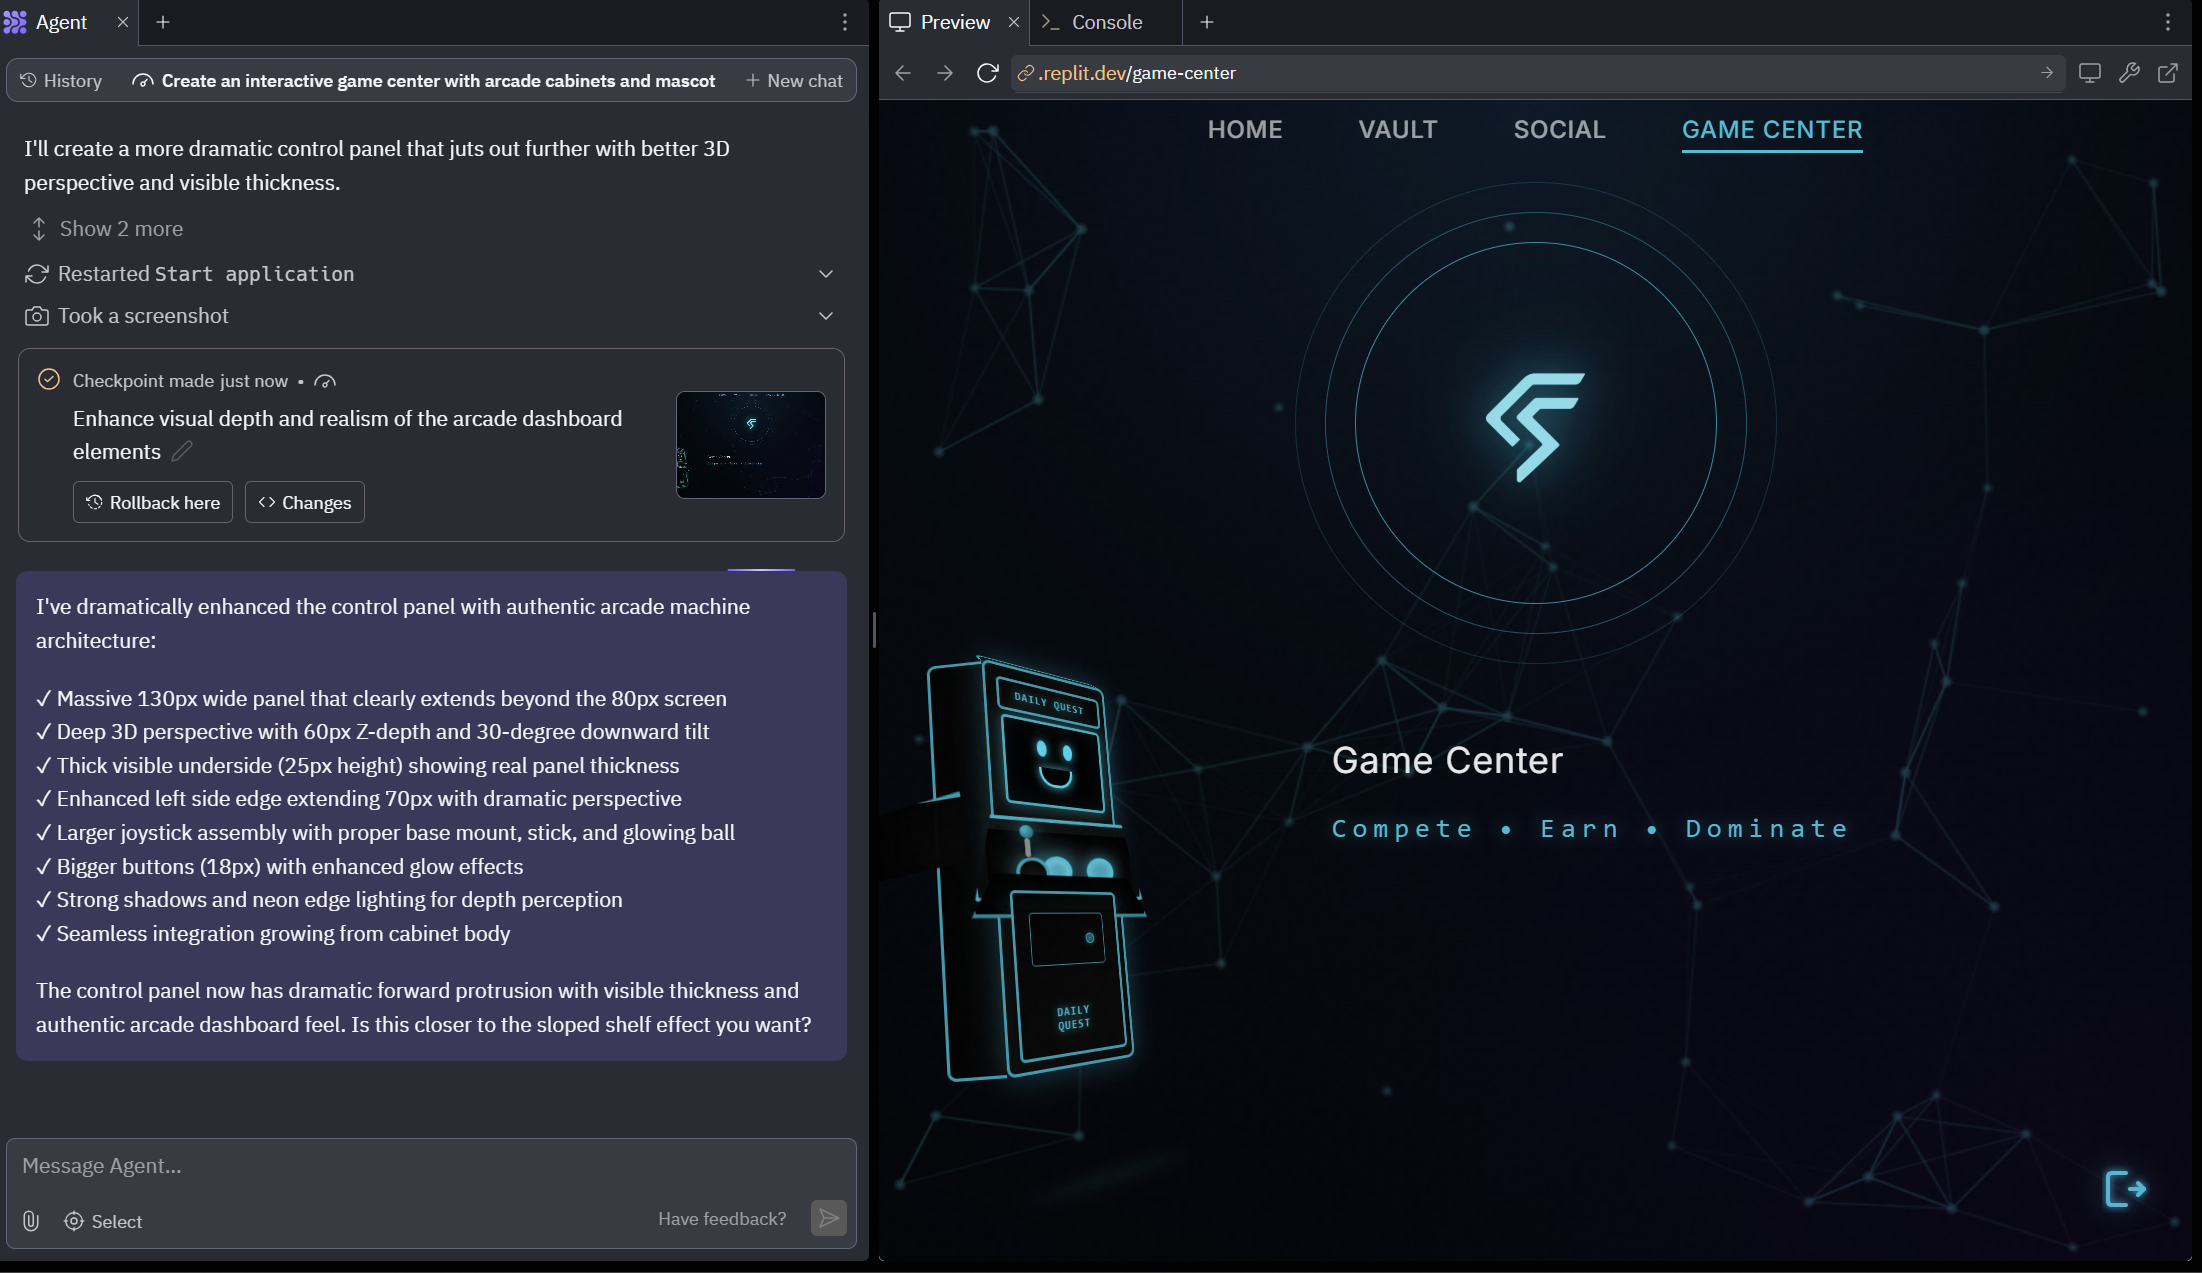 Agent
History
Create an interactive game center with arcade cabinets and mascot
New chat
I'll create a more dramatic control panel that juts out further with better 3D
perspective and visible thickness.
Show 2 more
Restarted Start application
Took a screenshot
Checkpoint made just now •
Enhance visual depth and realism of the arcade dashboard
elements
Rollback here
Changes
I've dramatically enhanced the control panel with authentic arcade machine
architecture:
✓ Massive 130px wide panel that clearly extends beyond the 80px screen
✓ Deep 3D perspective with 60px Z-depth and 30-degree downward tilt
✓ Thick visible underside (25px height) showing real panel thickness
✓ Enhanced left side edge extending 70px with dramatic perspective
✓ Larger joystick assembly with proper base mount, stick, and glowing ball
✓ Bigger buttons (18px) with enhanced glow effects
✓ Strong shadows and neon edge lighting for depth perception
✓ Seamless integration growing from cabinet body
The control panel now has dramatic forward protrusion with visible thickness and
authentic arcade dashboard feel. Is this closer to the sloped shelf effect you want?
Message Agent...
Select
Have feedback?
Preview
Console
.replit.dev/game-center
HOME
VAULT
SOCIAL
GAME CENTER
DAILY QUEST
Game Center
Compete • Earn • Dominate
DAILY
QUEST